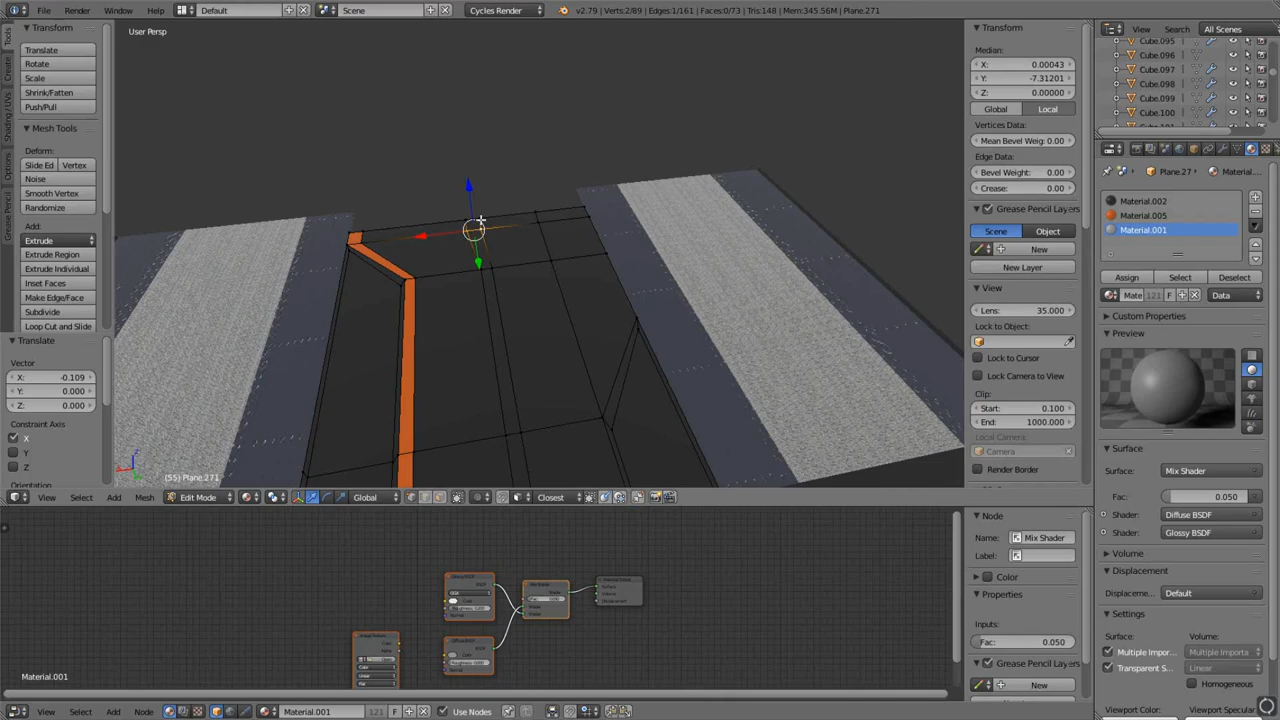 File Render Window Help Default Scene Cycles Render v2.79 | Verts:2/89 | Edges:1/161 | Faces:0/73 | Tris:148 | Mem:345.56M | Plane.271
Tools
Create
Shading / UVs
Options
Grease Pencil
Transform
Translate
Rotate
Scale
Shrink/Fatten
Push/Pull
Mesh Tools
Deform:
Slide Ed Vertex
Noise
Smooth Vertex
Randomize
Add:
Extrude
Extrude Region
Extrude Individual
Inset Faces
Make Edge/Face
Subdivide
Loop Cut and Slide
Translate
Vector
X: -0.109
Y: 0.000
Z: 0.000
Constraint Axis
X
Y
Z
User Persp
(55) Plane.271
View Select Add Mesh Edit Mode Global Closest
Transform
Median:
X: 0.00043
Y: -7.31201
Z: 0.00000
Global Local
Vertices Data:
Mean Bevel Weig: 0.00
Edge Data:
Bevel Weight: 0.00
Crease: 0.00
Grease Pencil Layers
Scene Object
New
New Layer
View
Lens: 35.000
Lock to Object:
Lock to Cursor
Lock Camera to View
Clip:
Start: 0.100
End: 1000.000
Local Camera:
Camera
Render Border
View Search All Scenes
Cube.095
Cube.096
Cube.097
Cube.098
Cube.099
Cube.100
Plane.27 Material....
Material.002
Material.005
Material.001
Assign Select Deselect
Mate 121 F Data
Custom Properties
Preview
Surface
Surface: Mix Shader
Fac: 0.050
Shader: Diffuse BSDF
Shader: Glossy BSDF
Volume
Displacement
Displaceme... Default
Settings
Surface: Volume:
Multiple Impor... Multiple Importa
Transparent S... Linear
Homogeneous
Viewport Color: Viewport Specular:
Node
Name: Mix Shader
Label:
Color
Properties
Inputs:
Fac: 0.050
Grease Pencil Layers
New
Material.001
View Select Add Node Material.001 121 F Use Nodes